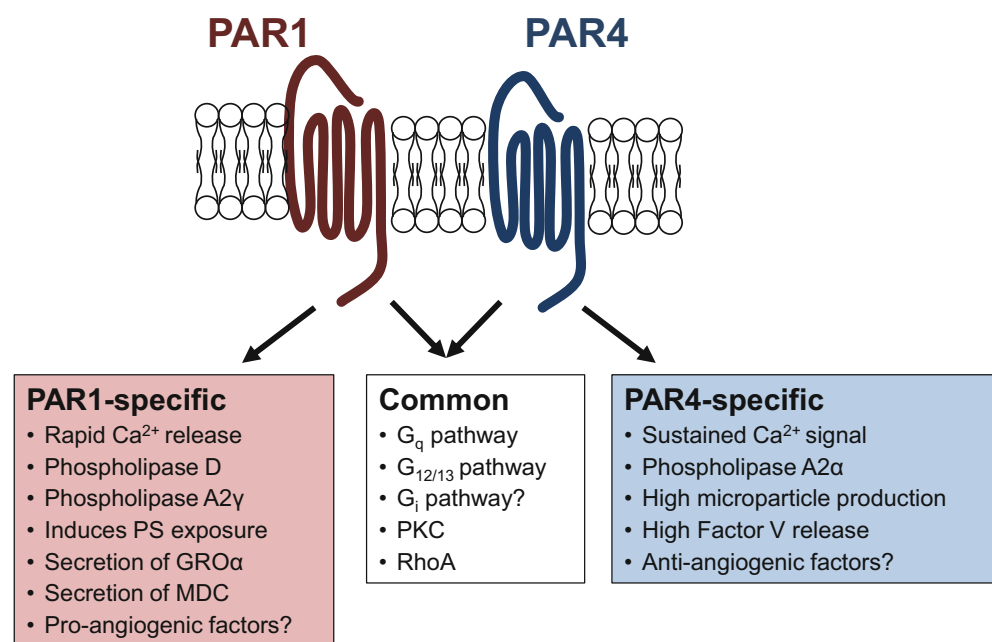 PAR1
PAR4
PAR1-specific
• Rapid Ca²⁺ release
• Phospholipase D
• Phospholipase A2γ
• Induces PS exposure
• Secretion of GROα
• Secretion of MDC
• Pro-angiogenic factors?
Common
• Gq pathway
• G12/13 pathway
• Gi pathway?
• PKC
• RhoA
PAR4-specific
• Sustained Ca²⁺ signal
• Phospholipase A2α
• High microparticle production
• High Factor V release
• Anti-angiogenic factors?